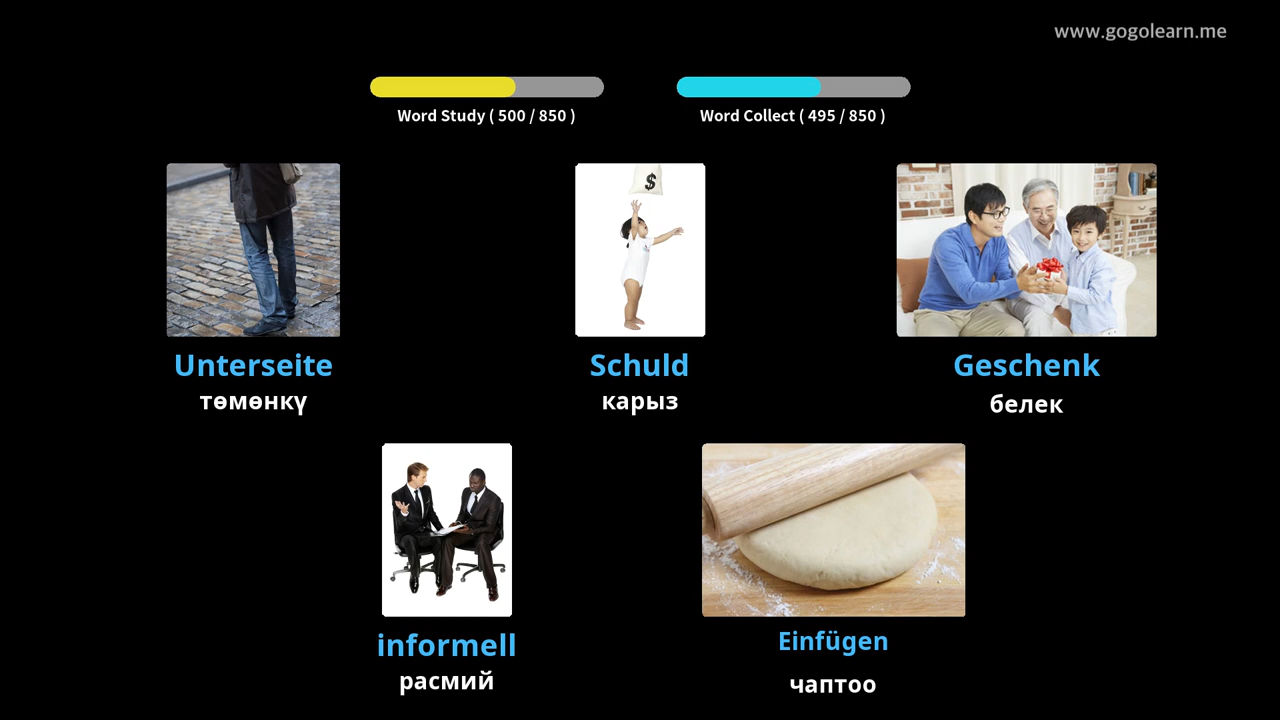 www.gogolearn.me
Word Study ( 500 / 850 )
Word Collect ( 495 / 850 )
$
Unterseite
төмөнкү
Schuld
карыз
Geschenk
белек
informell
расмий
Einfügen
чаптоо